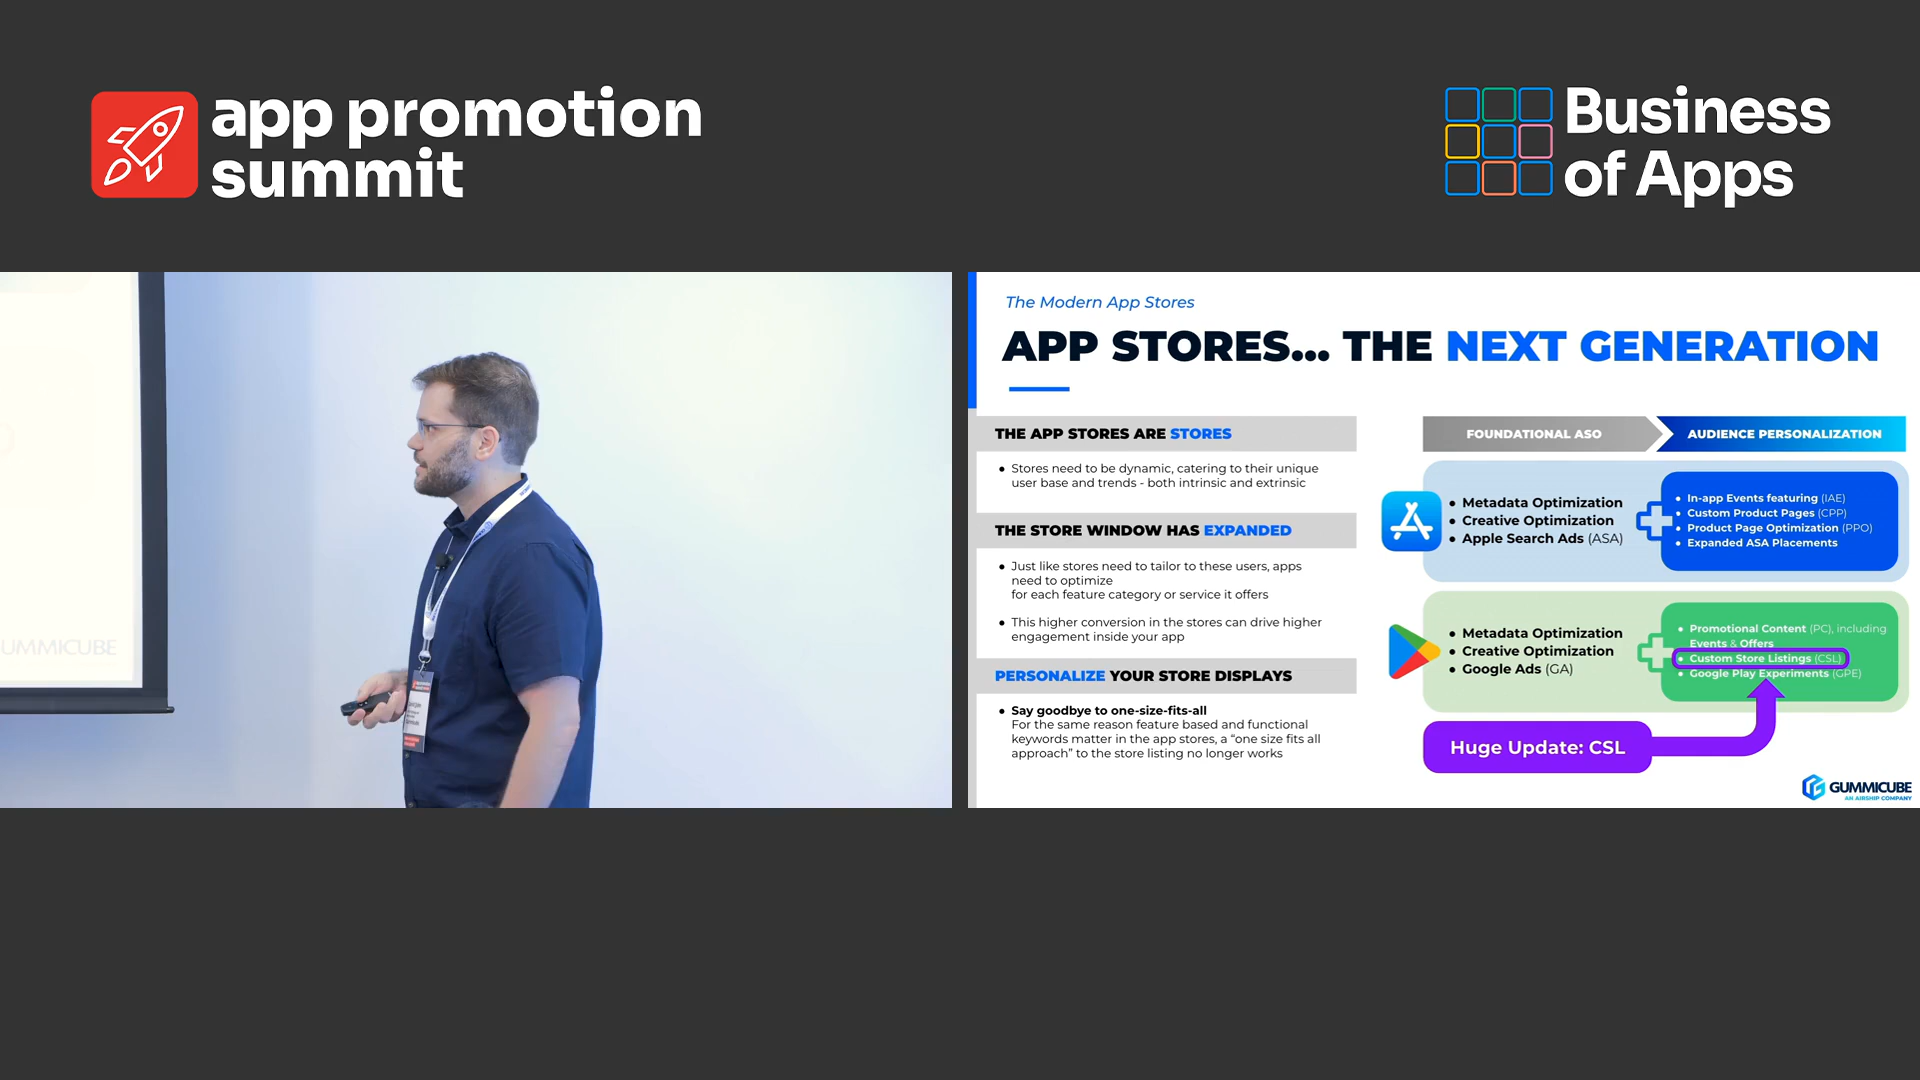 app promotion
summit
Business
of Apps
UMMICUBE
The Modern App Stores
APP STORES... THE NEXT GENERATION
THE APP STORES ARE STORES
• Stores need to be dynamic, catering to their unique
user base and trends - both intrinsic and extrinsic
THE STORE WINDOW HAS EXPANDED
• Just like stores need to tailor to these users, apps
need to optimize
for each feature category or service it offers
• This higher conversion in the stores can drive higher
engagement inside your app
PERSONALIZE YOUR STORE DISPLAYS
• Say goodbye to one-size-fits-all
For the same reason feature based and functional
keywords matter in the app stores, a “one size fits all
approach” to the store listing no longer works
FOUNDATIONAL ASO
AUDIENCE PERSONALIZATION
• Metadata Optimization
• Creative Optimization
• Apple Search Ads (ASA)
• In-app Events featuring (IAE)
• Custom Product Pages (CPP)
• Product Page Optimization (PPO)
• Expanded ASA Placements
• Metadata Optimization
• Creative Optimization
• Google Ads (GA)
• Promotional Content (PC), including
Events & Offers
• Custom Store Listings (CSL)
• Google Play Experiments (GPE)
Huge Update: CSL
GUMMICUBE
AN AIRSHIP COMPANY